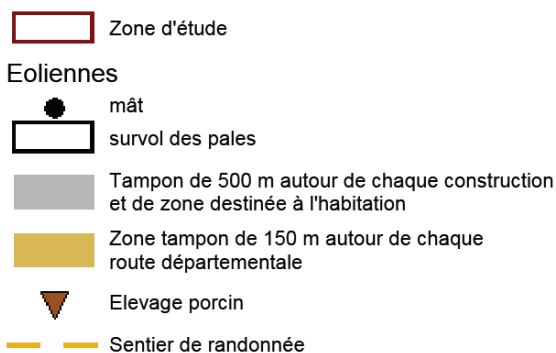 Zone d'étude
Eoliennes
mât
survol des pales
Tampon de 500 m autour de chaque construction
et de zone destinée à l'habitation
Zone tampon de 150 m autour de chaque
route départementale
Elevage porcin
Sentier de randonnée